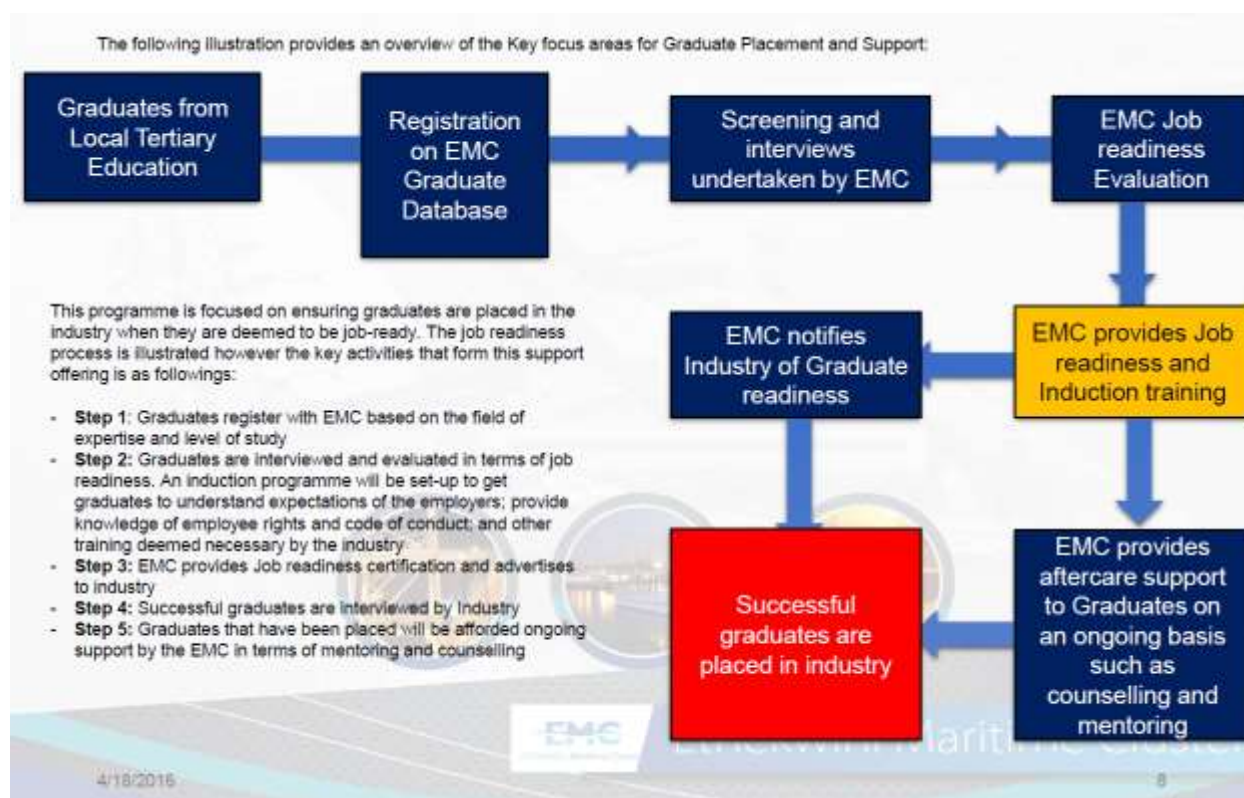 The following illustration provides an overview of the Key focus areas for Graduate Placement and Support:
Graduates from
Local Tertiary
Education
Registration
on EMC
Graduate
Database
Screening and
interviews
undertaken by EMC
EMC Job
readiness
Evaluation
This programme is focused on ensuring graduates are placed in the
industry when they are deemed to be job-ready. The job readiness
process is illustrated however the key activities that form this support
offering is as followings:
- Step 1: Graduates register with EMC based on the field of
expertise and level of study
- Step 2: Graduates are interviewed and evaluated in terms of job
readiness. An induction programme will be set-up to get
graduates to understand expectations of the employers; provide
knowledge of employee rights and code of conduct; and other
training deemed necessary by the industry
- Step 3: EMC provides Job readiness certification and advertises
to industry
- Step 4: Successful graduates are interviewed by Industry
- Step 5: Graduates that have been placed will be afforded ongoing
support by the EMC in terms of mentoring and counselling
EMC notifies
Industry of Graduate
readiness
EMC provides Job
readiness and
Induction training
Successful
graduates are
placed in industry
EMC provides
aftercare support
to Graduates on
an ongoing basis
such as
counselling and
mentoring
EMC
Maritime Cluster
4/18/2016
8